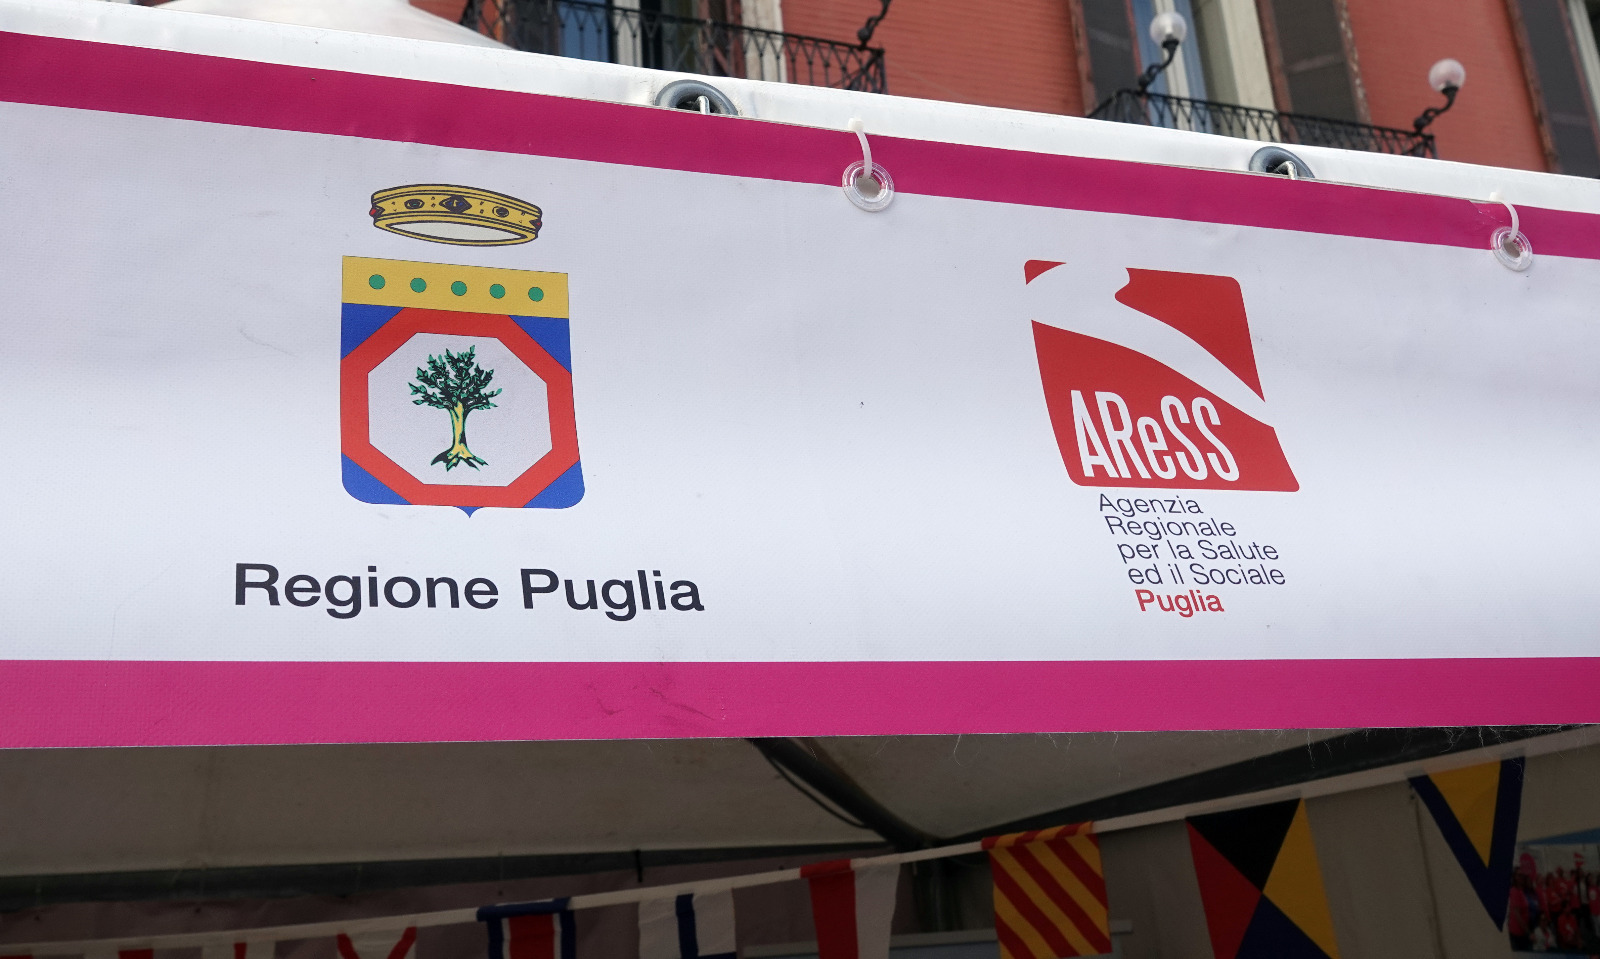 Regione Puglia
AReSS
Agenzia
Regionale
per la Salute
ed il Sociale
Puglia